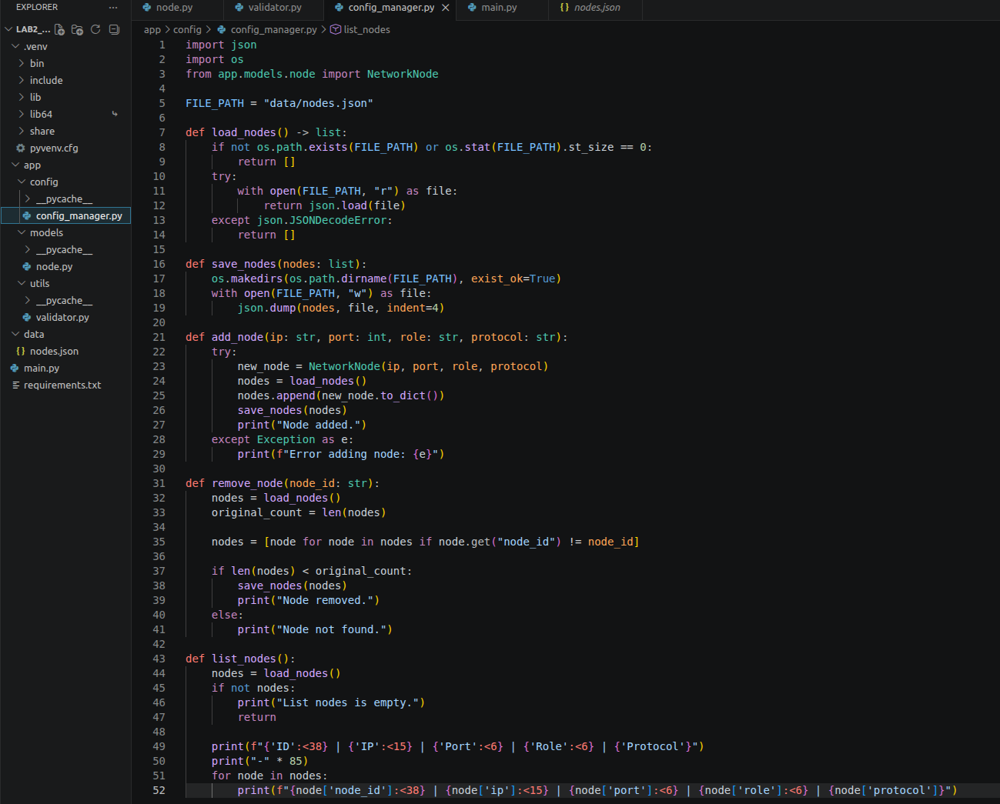 EXPLORER
LAB2_...
.venv
bin
include
lib
lib64
share
pyvenv.cfg
app
config
__pycache__
config_manager.py
models
__pycache__
node.py
utils
__pycache__
validator.py
data
{} nodes.json
main.py
requirements.txt
node.py validator.py config_manager.py main.py {} nodes.json
app > config > config_manager.py > list_nodes
1 import json
2 import os
3 from app.models.node import NetworkNode
4
5 FILE_PATH = "data/nodes.json"
6
7 def load_nodes() -> list:
8     if not os.path.exists(FILE_PATH) or os.stat(FILE_PATH).st_size == 0:
9         return []
10     try:
11         with open(FILE_PATH, "r") as file:
12             return json.load(file)
13     except json.JSONDecodeError:
14         return []
15
16 def save_nodes(nodes: list):
17     os.makedirs(os.path.dirname(FILE_PATH), exist_ok=True)
18     with open(FILE_PATH, "w") as file:
19         json.dump(nodes, file, indent=4)
20
21 def add_node(ip: str, port: int, role: str, protocol: str):
22     try:
23         new_node = NetworkNode(ip, port, role, protocol)
24         nodes = load_nodes()
25         nodes.append(new_node.to_dict())
26         save_nodes(nodes)
27         print("Node added.")
28     except Exception as e:
29         print(f"Error adding node: {e}")
30
31 def remove_node(node_id: str):
32     nodes = load_nodes()
33     original_count = len(nodes)
34
35     nodes = [node for node in nodes if node.get("node_id") != node_id]
36
37     if len(nodes) < original_count:
38         save_nodes(nodes)
39         print("Node removed.")
40     else:
41         print("Node not found.")
42
43 def list_nodes():
44     nodes = load_nodes()
45     if not nodes:
46         print("List nodes is empty.")
47         return
48
49     print(f"{'ID':<38} | {'IP':<15} | {'Port':<6} | {'Role':<6} | {'Protocol'}")
50     print("-" * 85)
51     for node in nodes:
52         print(f"{node['node_id']:<38} | {node['ip']:<15} | {node['port']:<6} | {node['role']:<6} | {node['protocol']}")